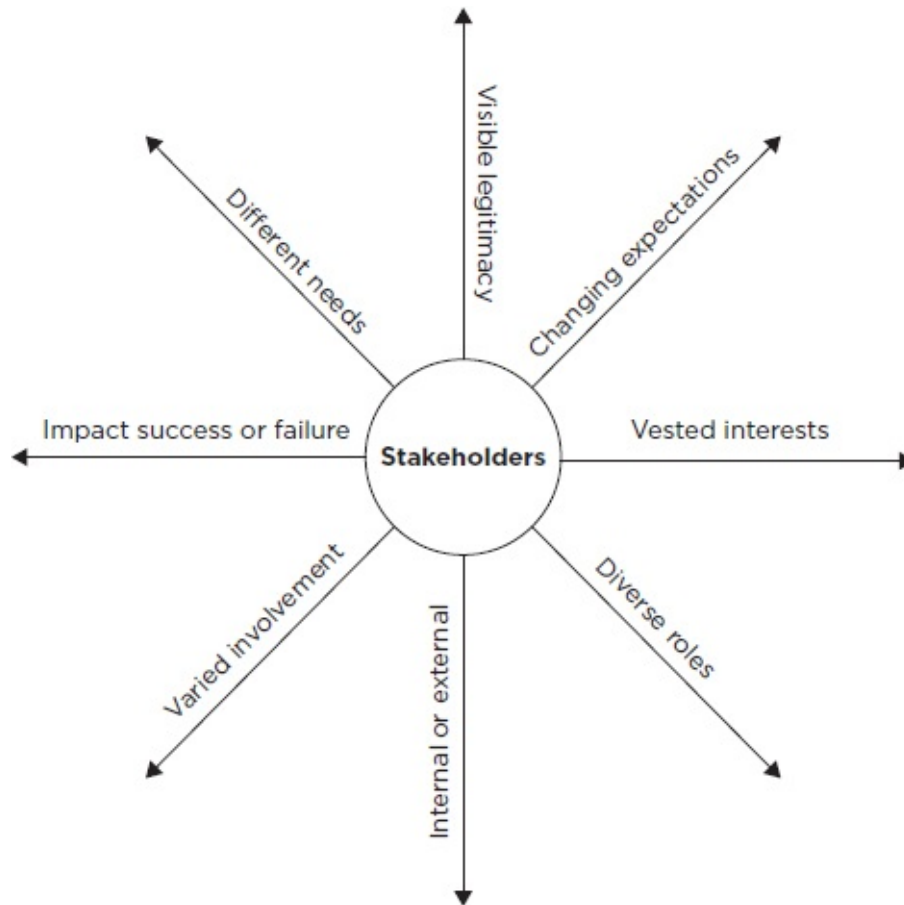 Visible legitimacy
Changing expectations
Different needs
Impact success or failure
Stakeholders
Vested interests
Varied involvement
Internal or external
Diverse roles